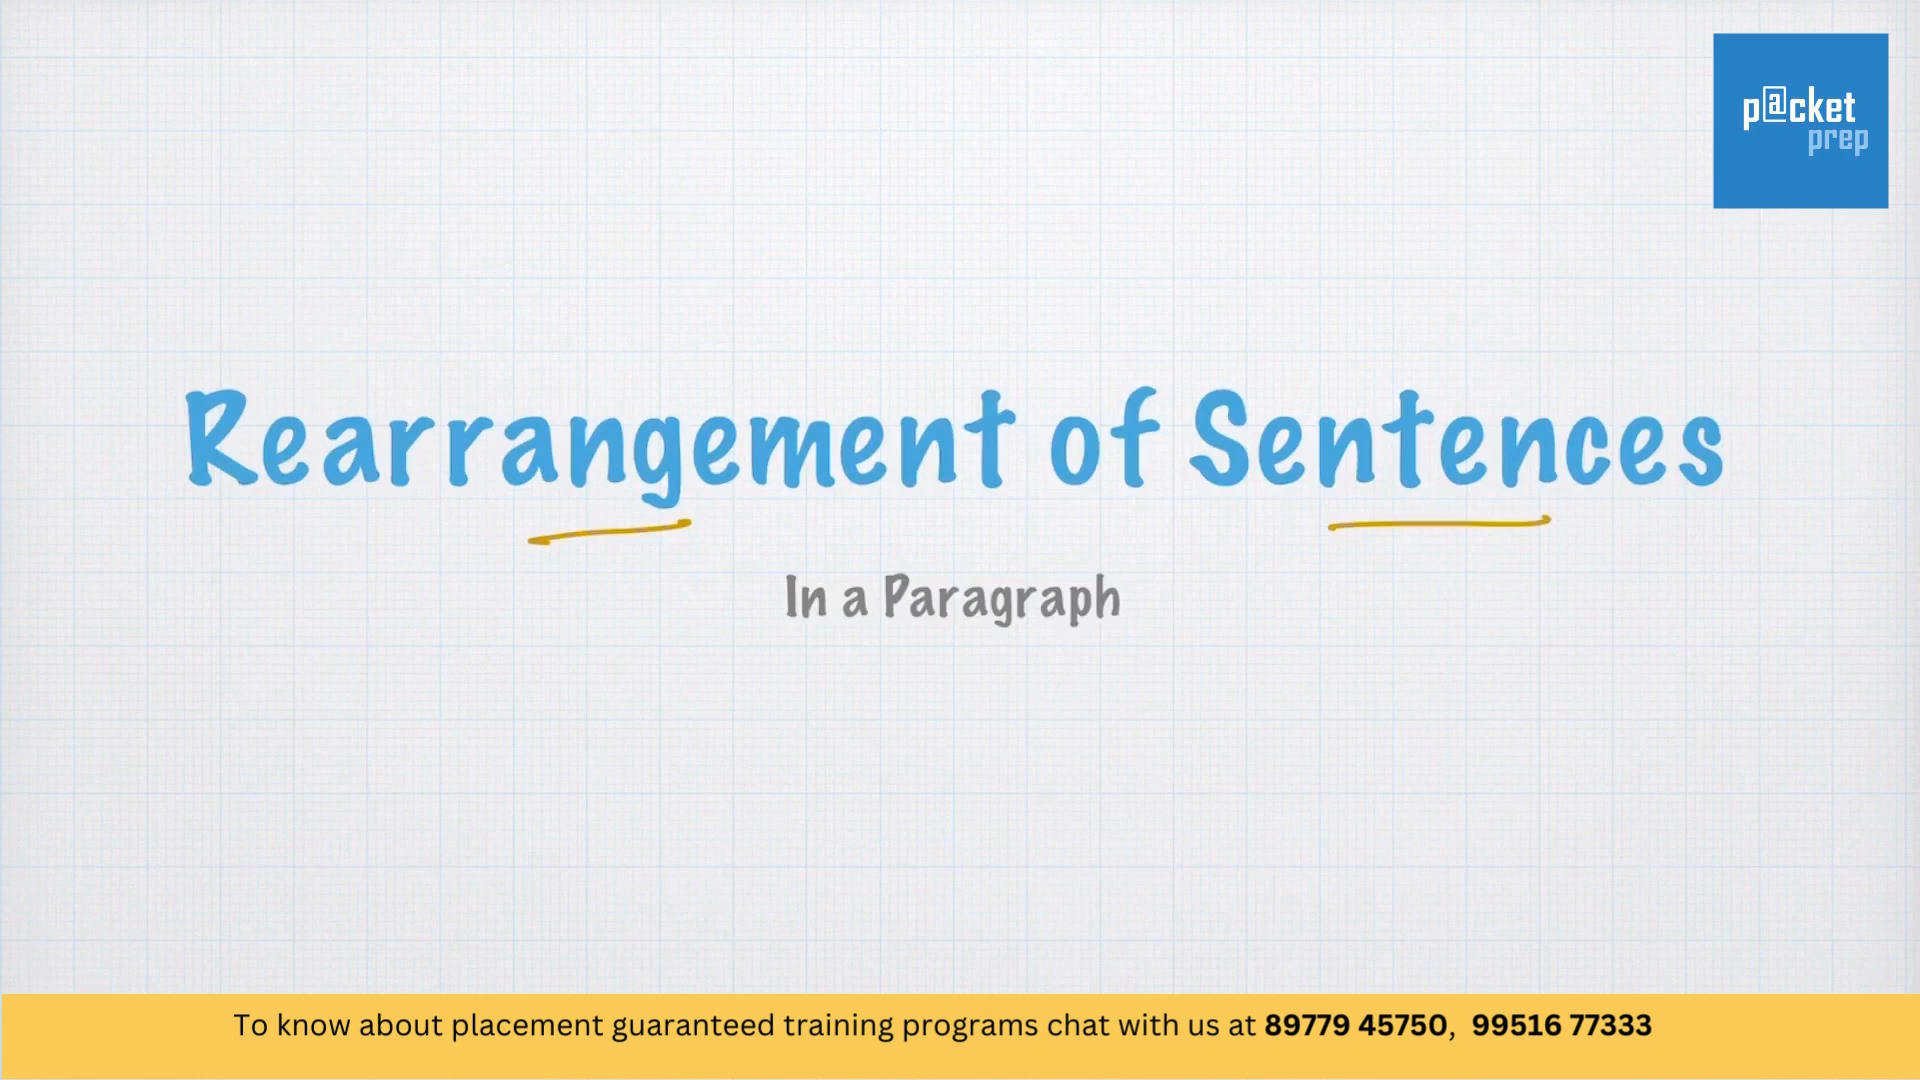 p@cket
prep
Rearrangement of Sentences
In a Paragraph
To know about placement guaranteed training programs chat with us at 89779 45750, 99516 77333